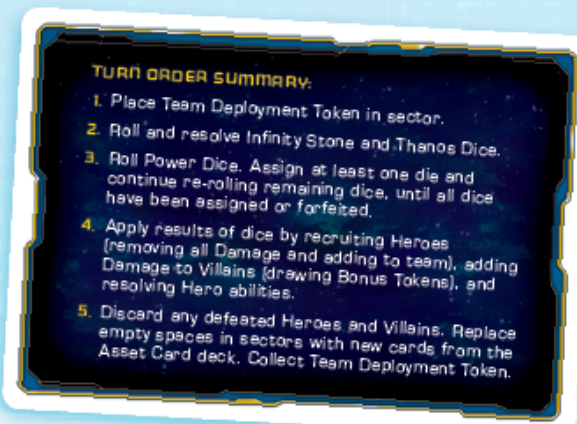 TURN ORDER SUMMARY:
1. Place Team Deployment Token in sector.
2. Roll and resolve Infinity Stone and Thanos Dice.
3. Roll Power Dice. Assign at least one die and
continue re-rolling remaining dice, until all dice
have been assigned or forfeited.
4. Apply results of dice by recruiting Heroes
(removing all Damage and adding to team), adding
Damage to Villains (drawing Bonus Tokens), and
resolving Hero abilities.
5. Discard any defeated Heroes and Villains. Replace
empty spaces in sectors with new cards from the
Asset Card deck. Collect Team Deployment Token.